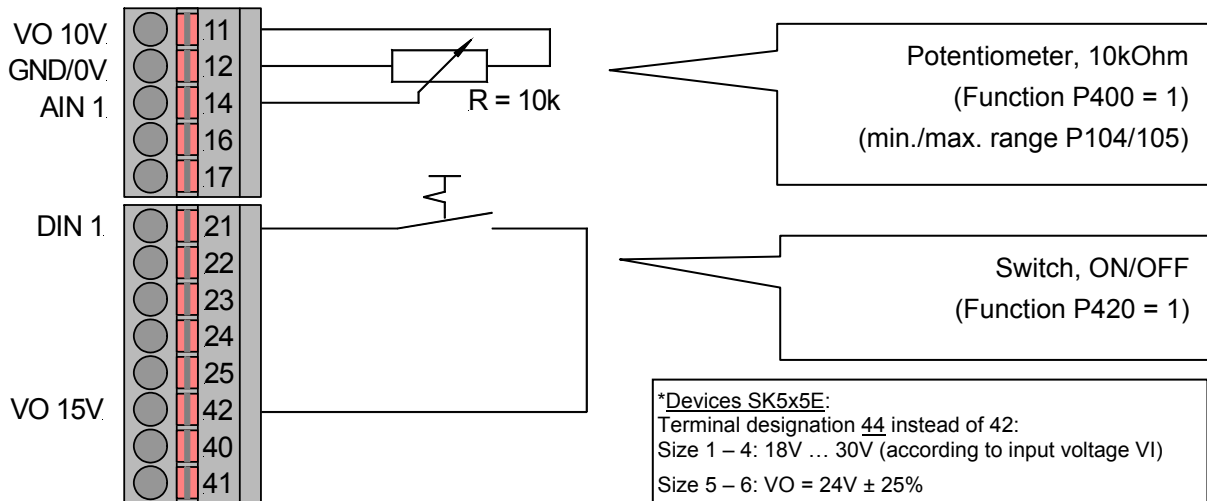 VO 10V
GND/0V
AIN 1
11
12
14
16
17
R = 10k
Potentiometer, 10kOhm
(Function P400 = 1)
(min./max. range P104/105)
DIN 1
VO 15V
21
22
23
24
25
42
40
41
Switch, ON/OFF
(Function P420 = 1)
*Devices SK5x5E:
Terminal designation 44 instead of 42:
Size 1 – 4: 18V … 30V (according to input voltage VI)
Size 5 – 6: VO = 24V ± 25%